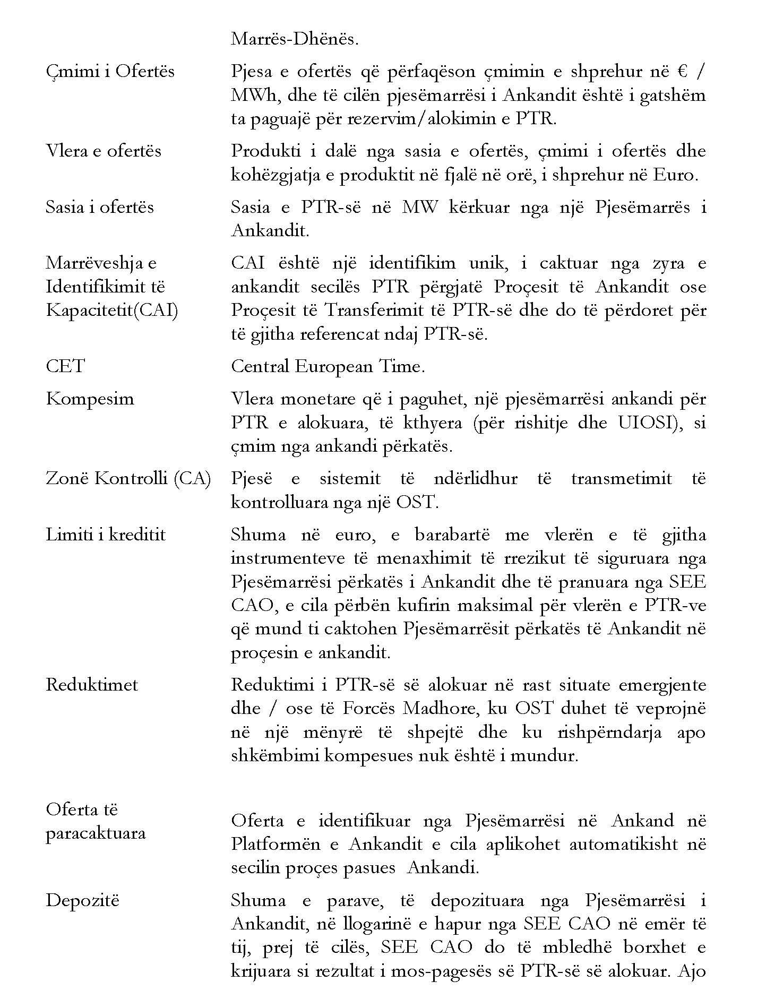 Marrës-Dhënës.
Çmimi i Ofertës
Pjesa e ofertës që përfaqëson çmimin e shprehur në € /
MWh, dhe të cilën pjesëmarrësi i Ankandit është i gatshëm
ta paguajë për rezervim/alokimin e PTR.
Vlera e ofertës
Produkti i dalë nga sasia e ofertës, çmimi i ofertës dhe
kohëzgjatja e produktit në fjalë në orë, i shprehur në Euro.
Sasia i ofertës
Sasia e PTR-së në MW kërkuar nga një Pjesëmarrës i
Ankandit.
Marrëveshja e
Identifikimit të
Kapacitetit(CAI)
CAI është një identifikim unik, i caktuar nga zyra e
ankandit secilës PTR përgjatë Proçesit të Ankandit ose
Proçesit të Transferimit të PTR-së dhe do të përdoret për
të gjitha referencat ndaj PTR-së.
CET
Central European Time.
Kompesim
Vlera monetare që i paguhet, një pjesëmarrësi ankandi për
PTR e alokuara, të kthyera (për rishitje dhe UIOSI), si
çmim nga ankandi përkatës.
Zonë Kontrolli (CA)
Pjesë e sistemit të ndërlidhur të transmetimit të
kontrolluara nga një OST.
Limiti i kreditit
Shuma në euro, e barabartë me vlerën e të gjitha
instrumenteve të menaxhimit të rrezikut të siguruara nga
Pjesëmarrësi përkatës i Ankandit dhe të pranuara nga SEE
CAO, e cila përbën kufirin maksimal për vlerën e PTR-ve
që mund ti caktohen Pjesëmarrësit përkatës të Ankandit në
proçesin e ankandit.
Reduktimet
Reduktimi i PTR-së së alokuar në rast situate emergjente
dhe / ose të Forcës Madhore, ku OST duhet të veprojnë
në një mënyrë të shpejtë dhe ku rishpërndarja apo
shkëmbimi kompesues nuk është i mundur.
Oferta të
paracaktuara
Oferta e identifikuar nga Pjesëmarrësi në Ankand në
Platformën e Ankandit e cila aplikohet automatikisht në
secilin proçes pasues  Ankandi.
Depozitë
Shuma e parave, të depozituara nga Pjesëmarrësi i
Ankandit, në llogarinë e hapur nga SEE CAO në emër të
tij, prej të cilës, SEE CAO do të mbledhë borxhet e
krijuara si rezultat i mos-pagesës së PTR-së së alokuar. Ajo